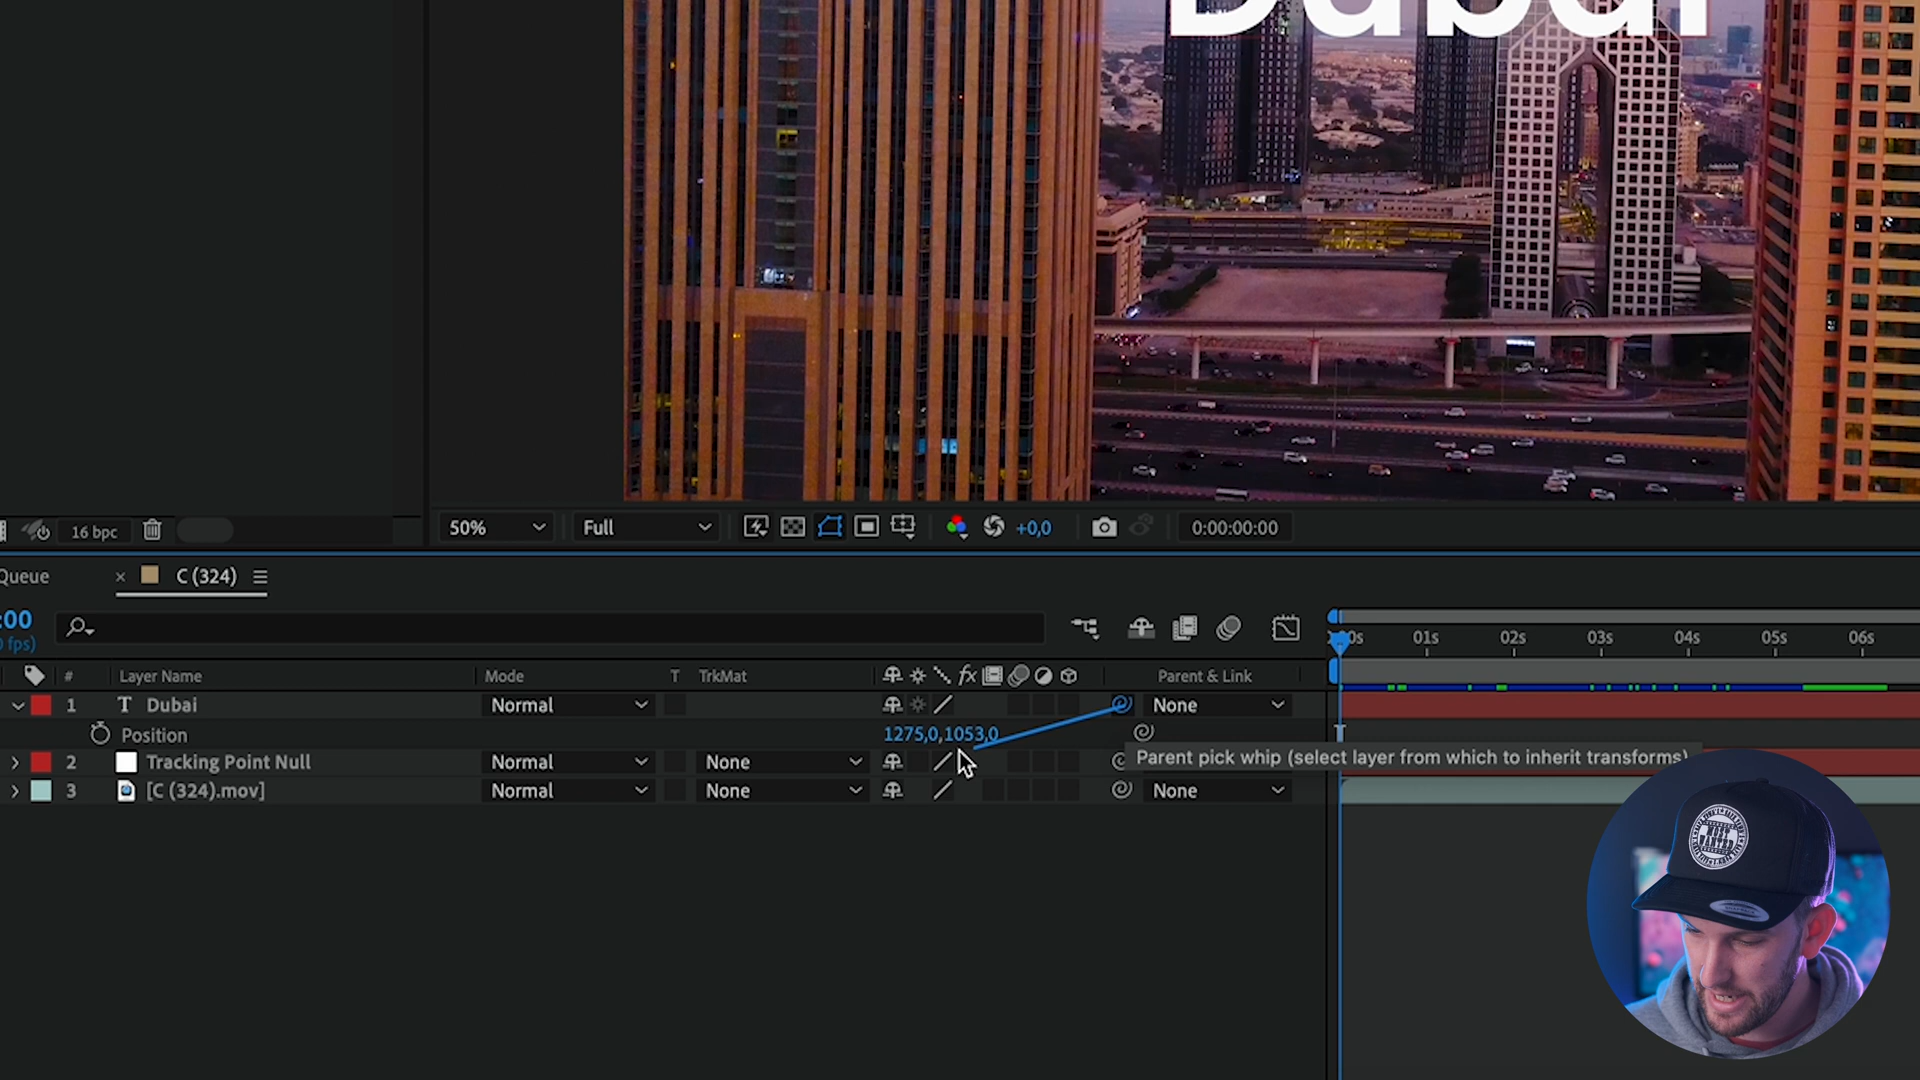 Dubai
16 bpc
50%
Full
+0,0
0:00:00:00
Queue
C (324)
:00
fps)
:00s 01s 02s 03s 04s 05s 06s
# Layer Name Mode T TrkMat fx Parent & Link
1 T Dubai Normal None
Position 1275,0,1053,0
2 Tracking Point Null Normal None
Parent pick whip (select layer from which to inherit transforms)
3 [C (324).mov] Normal None None
MOST WANTED